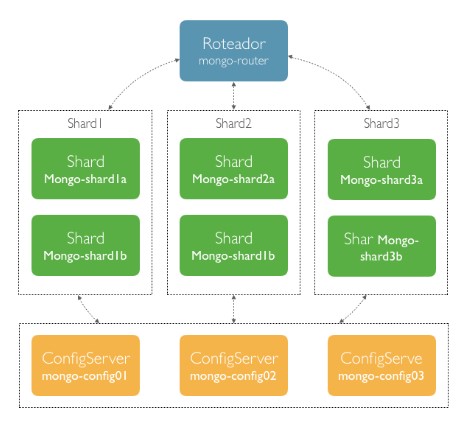 Roteador
mongo-router
Shard1
Shard2
Shard3
Shard
Mongo-shard1a
Shard
Mongo-shard2a
Shard
Mongo-shard3a
Shard
Mongo-shard1b
Shard
Mongo-shard1b
Shar Mongo-
shard3b
ConfigServer
mongo-config01
ConfigServer
mongo-config02
ConfigServe
mongo-config03